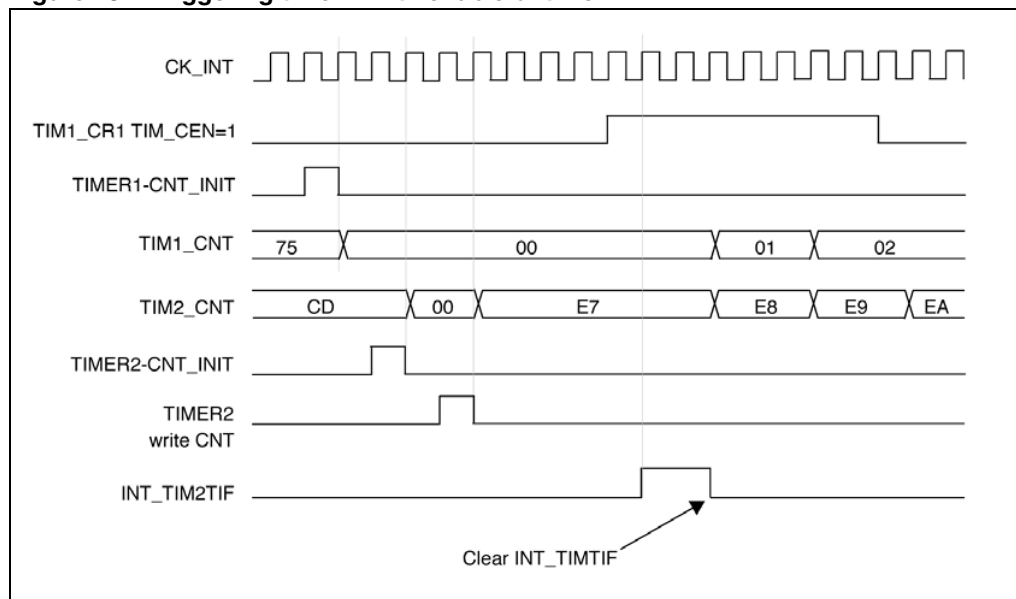 CK_INT
TIM1_CR1 TIM_CEN=1
TIMER1-CNT_INIT
TIM1_CNT 75 00 01 02
TIM2_CNT CD 00 E7 E8 E9 EA
TIMER2-CNT_INIT
TIMER2
write CNT
INT_TIM2TIF
Clear INT_TIMTIF